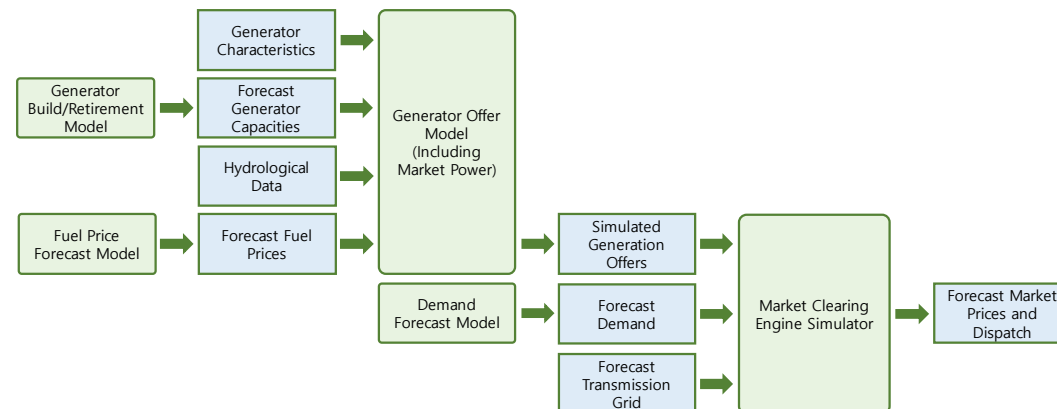 Generator
Characteristics
Generator
Build/Retirement
Model
Forecast
Generator
Capacities
Generator Offer
Model
(Including
Market Power)
Hydrological
Data
Fuel Price
Forecast Model
Forecast Fuel
Prices
Simulated
Generation
Offers
Demand
Forecast Model
Forecast
Demand
Market Clearing
Engine Simulator
Forecast Market
Prices and
Dispatch
Forecast
Transmission
Grid